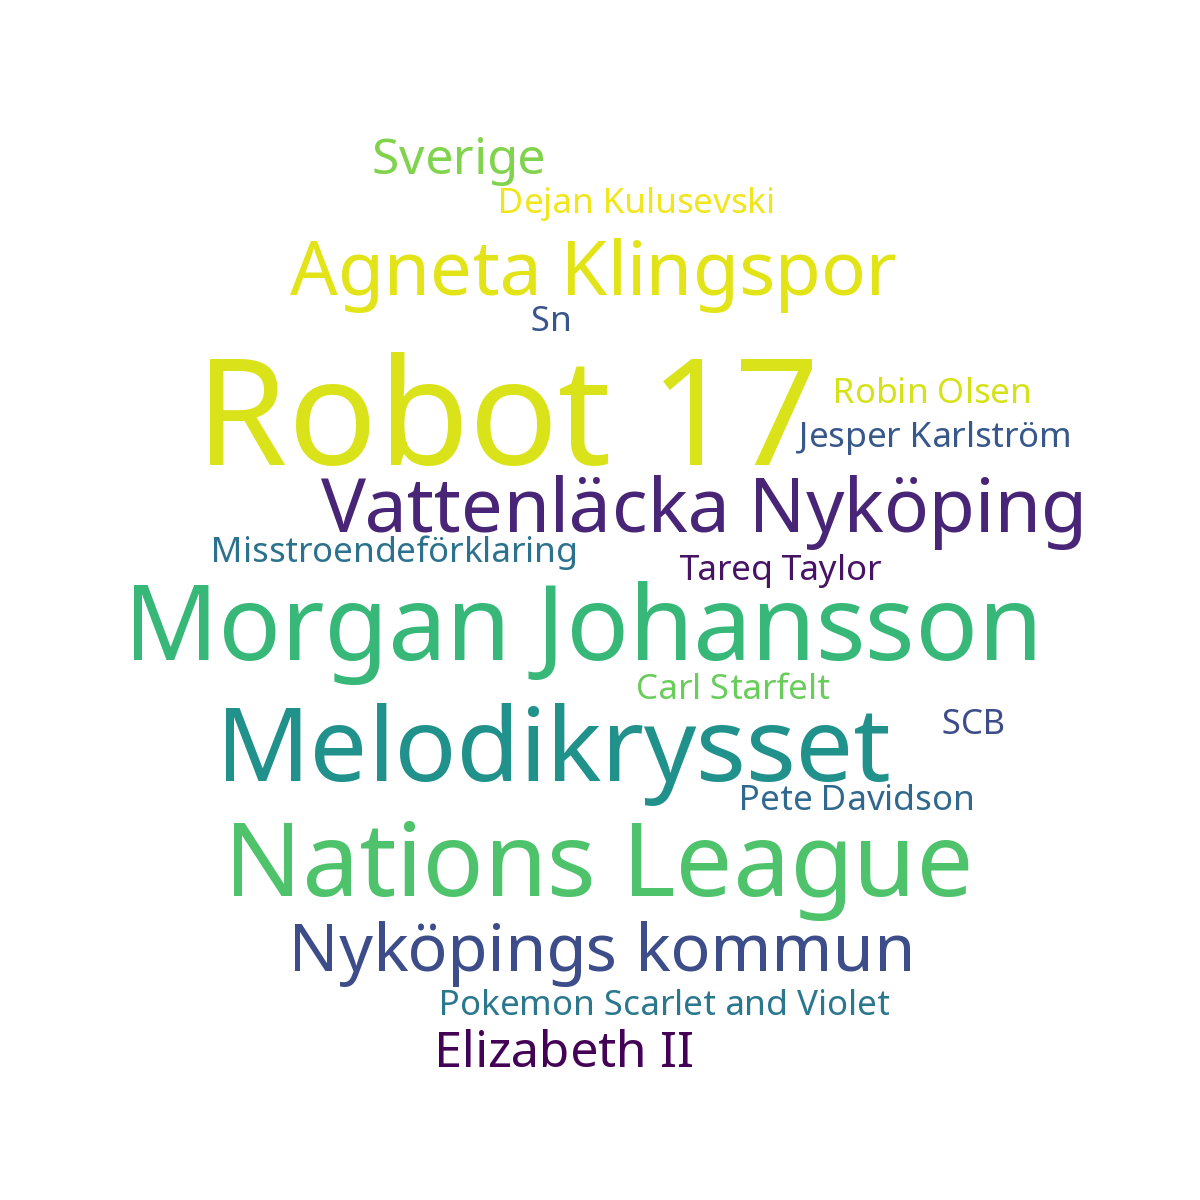 Sverige
Dejan Kulusevski
Agneta Klingspor
Sn
Robot 17
Robin Olsen
Jesper Karlström
Vattenläcka Nyköping
Misstroendeförklaring
Tareq Taylor
Morgan Johansson
Carl Starfelt
Melodikrysset
SCB
Pete Davidson
Nations League
Nyköpings kommun
Pokemon Scarlet and Violet
Elizabeth II